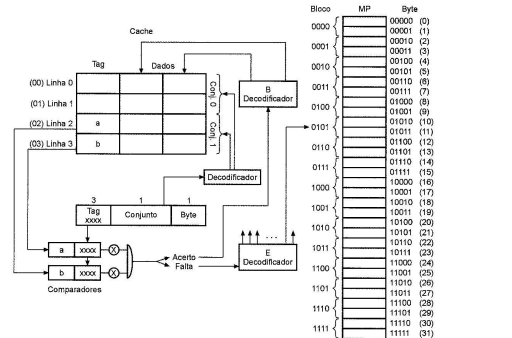 Bloco MP Byte
Cache
Tag Dados
(00) Linha 0
(01) Linha 1
(02) Linha 2 a
(03) Linha 3 b
Conj. 0
Conj. 1
B
Decodificador
Decodificador
3 1 1
Tag Conjunto Byte
xxxx
a xxxx X
b xxxx X
Comparadores
Acerto
Falta
E
Decodificador
...
0000
0001
0010
0011
0100
0101
0110
0111
1000
1001
1010
1011
1100
1101
1110
1111
00000 (0)
00001 (1)
00010 (2)
00011 (3)
00100 (4)
00101 (5)
00110 (6)
00111 (7)
01000 (8)
01001 (9)
01010 (10)
01011 (11)
01100 (12)
01101 (13)
01110 (14)
01111 (15)
10000 (16)
10001 (17)
10010 (18)
10011 (19)
10100 (20)
10101 (21)
10110 (22)
10111 (23)
11000 (24)
11001 (25)
11010 (26)
11011 (27)
11100 (28)
11101 (29)
11110 (30)
11111 (31)